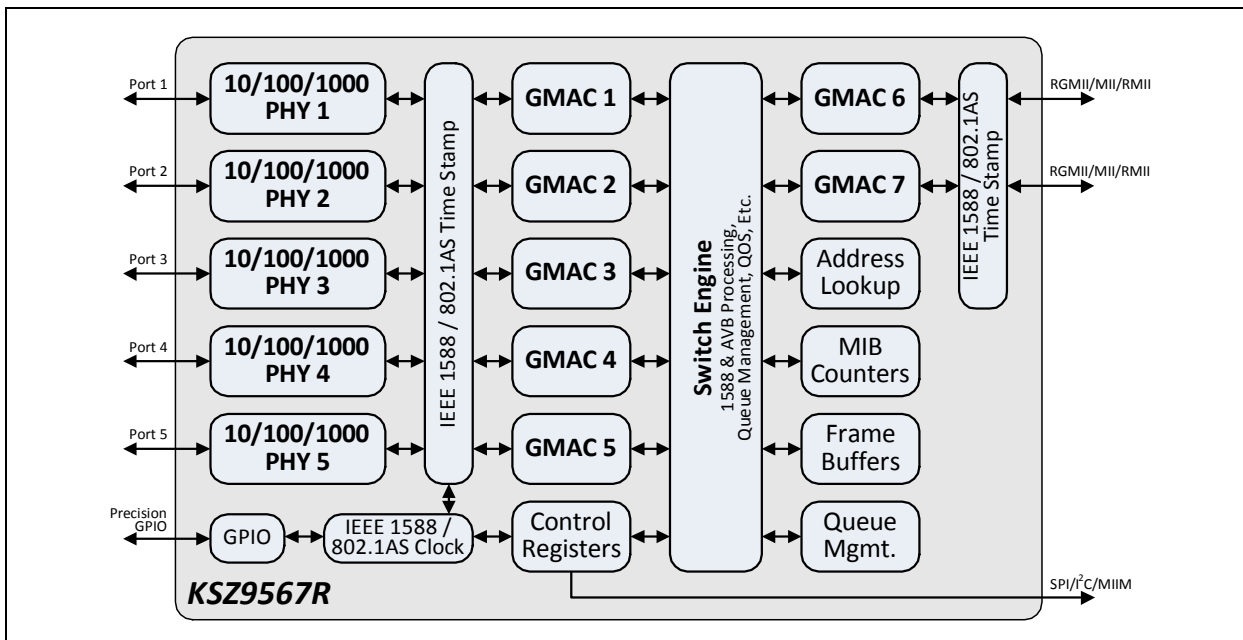 Port 1
10/100/1000
PHY 1
GMAC 1
GMAC 6
RGMII/MII/RMII
Port 2
10/100/1000
PHY 2
GMAC 2
GMAC 7
RGMII/MII/RMII
Port 3
10/100/1000
PHY 3
GMAC 3
Address
Lookup
Port 4
10/100/1000
PHY 4
GMAC 4
MIB
Counters
Port 5
10/100/1000
PHY 5
GMAC 5
Frame
Buffers
IEEE 1588 / 802.1AS Time Stamp
Switch Engine
1588 & AVB Processing,
Queue Management, QOS, Etc.
IEEE 1588 / 802.1AS
Time Stamp
Precision
GPIO
GPIO
IEEE 1588 /
802.1AS Clock
Control
Registers
Queue
Mgmt.
KSZ9567R
SPI/I²C/MIIM